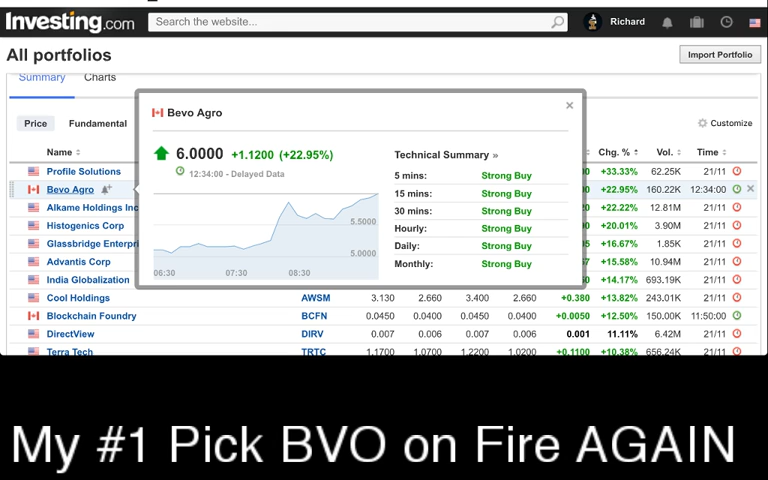 Investing.com
Search the website...
Richard
All portfolios
Import Portfolio
Summary Charts
Price Fundamental
Customize
Name Chg. % Vol. Time
Profile Solutions +33.33% 62.25K 21/11
Bevo Agro +22.95% 160.22K 12:34:00
Alkame Holdings Inc +22.22% 12.81M 21/11
Histogenics Corp +20.01% 3.90M 21/11
Glassbridge Enterpri +16.67% 1.85K 21/11
Advantis Corp +15.58% 10.94M 21/11
India Globalization +14.17% 693.19K 21/11
Cool Holdings AWSM 3.130 2.660 3.400 2.660 +0.380 +13.82% 243.01K 21/11
Blockchain Foundry BCFN 0.0450 0.0400 0.0450 0.0400 +0.0050 +12.50% 150.00K 11:50:00
DirectView DIRV 0.007 0.006 0.007 0.006 0.001 11.11% 6.42M 21/11
Terra Tech TRTC 1.1700 1.0700 1.2200 1.0200 +0.1100 +10.38% 656.24K 21/11
Bevo Agro
6.0000 +1.1200 (+22.95%)
12:34:00 - Delayed Data
5.5000
5.0000
06:30 07:30 08:30
Technical Summary »
5 mins: Strong Buy
15 mins: Strong Buy
30 mins: Strong Buy
Hourly: Strong Buy
Daily: Strong Buy
Monthly: Strong Buy
My #1 Pick BVO on Fire AGAIN